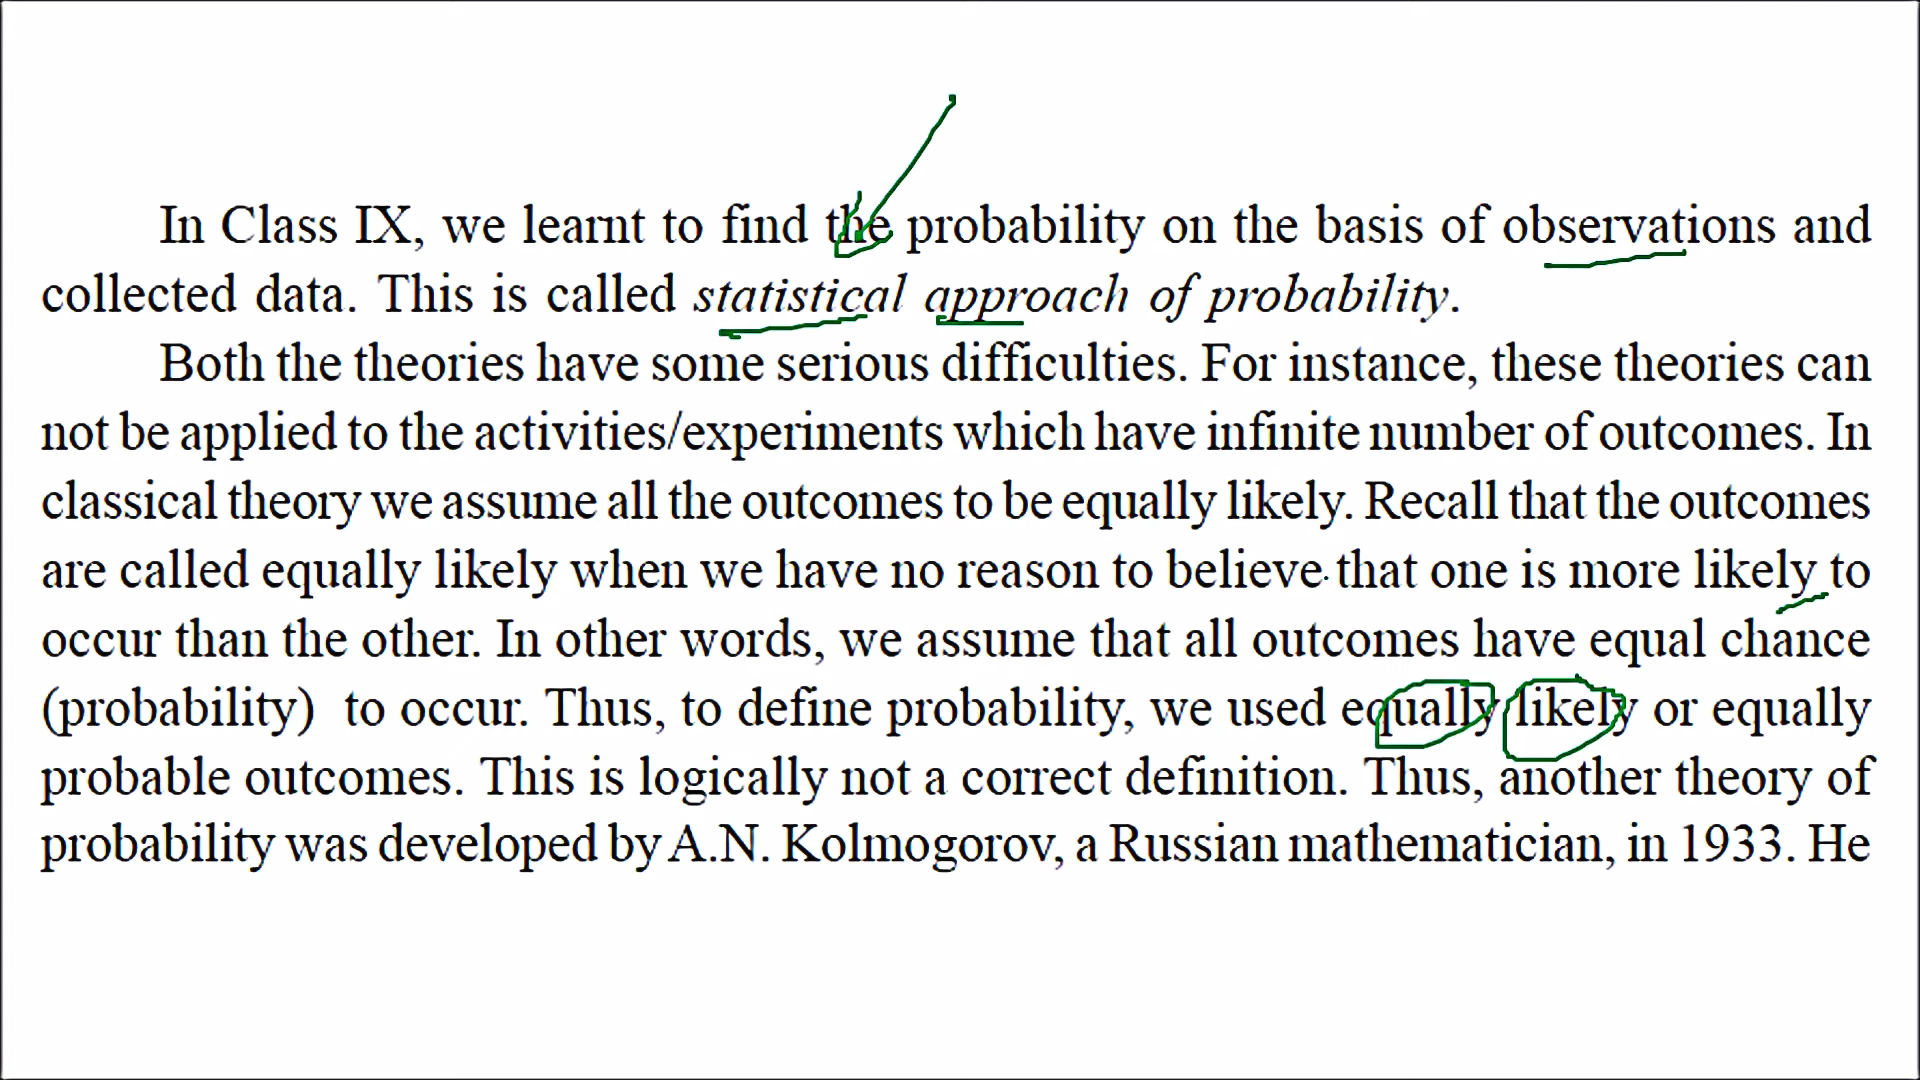 In Class IX, we learnt to find the probability on the basis of observations and
collected data. This is called statistical approach of probability.
Both the theories have some serious difficulties. For instance, these theories can
not be applied to the activities/experiments which have infinite number of outcomes. In
classical theory we assume all the outcomes to be equally likely. Recall that the outcomes
are called equally likely when we have no reason to believe that one is more likely to
occur than the other. In other words, we assume that all outcomes have equal chance
(probability) to occur. Thus, to define probability, we used equally likely or equally
probable outcomes. This is logically not a correct definition. Thus, another theory of
probability was developed by A.N. Kolmogorov, a Russian mathematician, in 1933. He